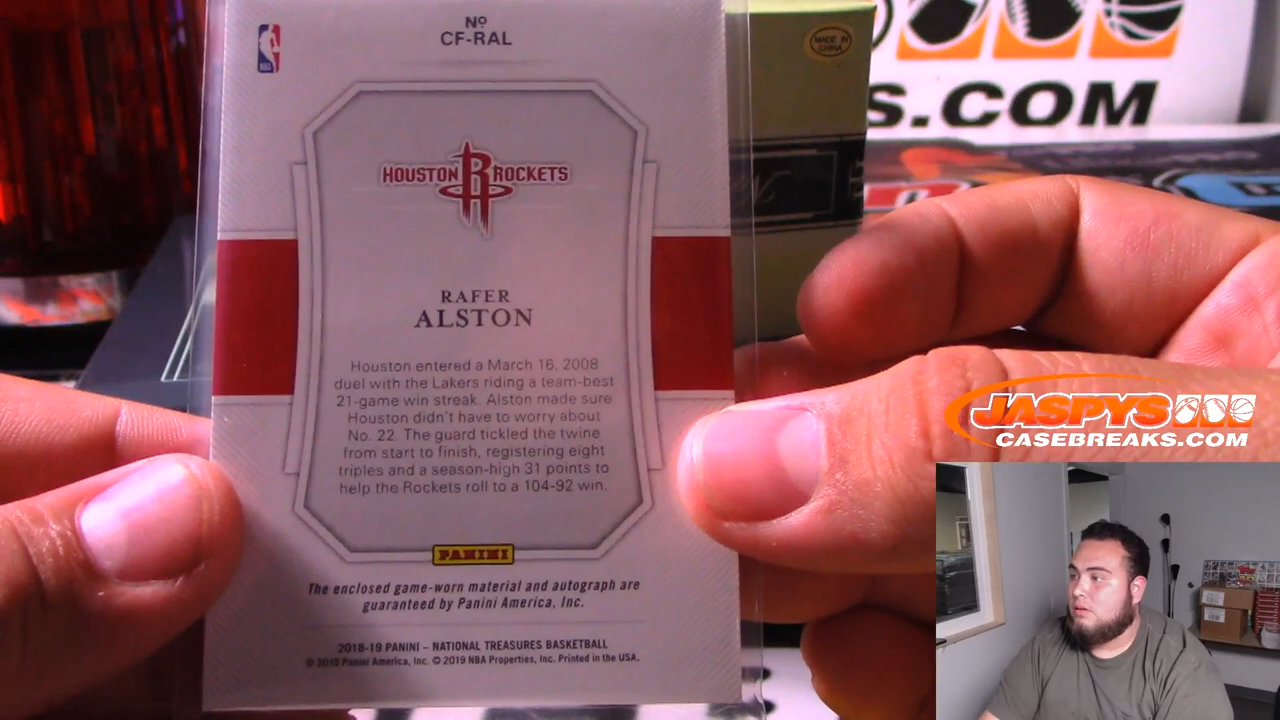 Nº
CF-RAL
MADE IN
CHINA
S.COM
HOUSTON R ROCKETS
RAFER
ALSTON
Houston entered a March 16, 2008
duel with the Lakers riding a team-best
21-game win streak. Alston made sure
Houston didn't have to worry about
No. 22. The guard tickled the twine
from start to finish, registering eight
triples and a season-high 31 points to
help the Rockets roll to a 104-92 win.
PANINI
The enclosed game-worn material and autograph are
guaranteed by Panini America, Inc.
2018-19 PANINI – NATIONAL TREASURES BASKETBALL
© 2019 Panini America, Inc. © 2019 NBA Properties, Inc. Printed in the USA.
JASPYS
CASEBREAKS.COM